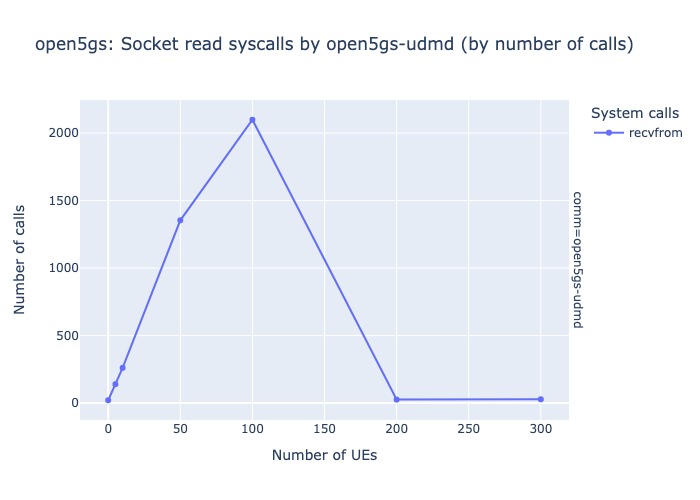 open5gs: Socket read syscalls by open5gs-udmd (by number of calls)
System calls
recvfrom
2000
1500
1000
500
0
Number of calls
comm=open5gs-udmd
0 50 100 150 200 250 300
Number of UEs